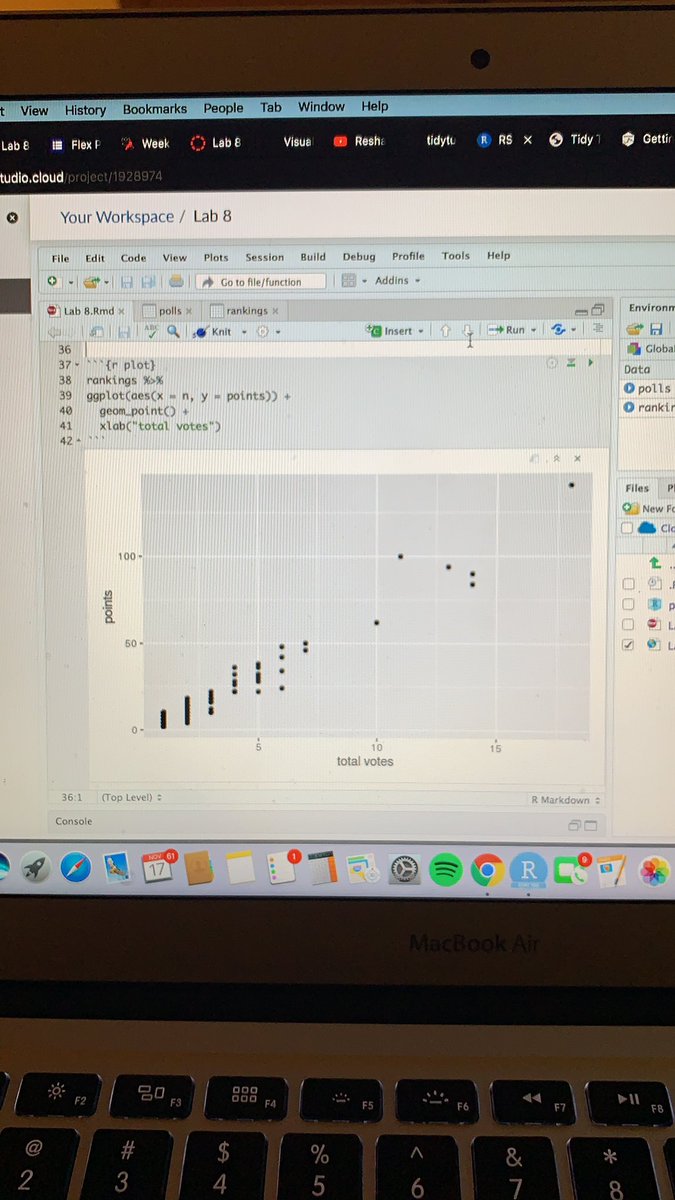 View History Bookmarks People Tab Window Help
Lab 8 Flex P Week Lab 8 Visua Resha tidytu R RS X Tidy T Gettin
tudio.cloud/project/1928974
Your Workspace / Lab 8
File Edit Code View Plots Session Build Debug Profile Tools Help
Go to file/function Addins
Lab 8.Rmd polls rankings
Environm
ABC Knit Insert Run
36
Global
37 ```{r plot}
Data
38 rankings %>%
polls
39 ggplot(aes(x = n, y = points)) +
rankin
40 geom_point() +
41 xlab("total votes")
42 ```
Files
New Fo
100
points
50
0
5 10 15
total votes
36:1 (Top Level) R Markdown
Console
NOV 61
17
1
R
9
MacBook Air
F2 F3 F4 F5 F6 F7 F8
@ # $ % ^ & *
2 3 4 5 6 7 8